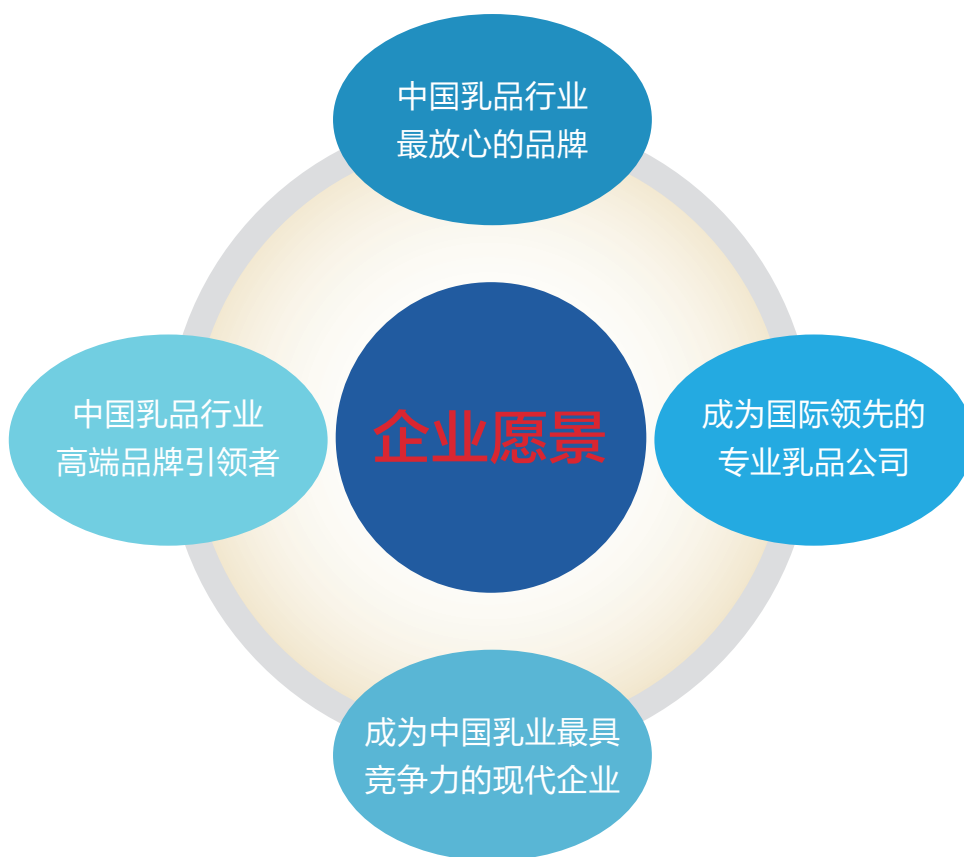 中国乳品行业
最放心的品牌
中国乳品行业
高端品牌引领者
企业愿景
成为国际领先的
专业乳品公司
成为中国乳业最具
竞争力的现代企业